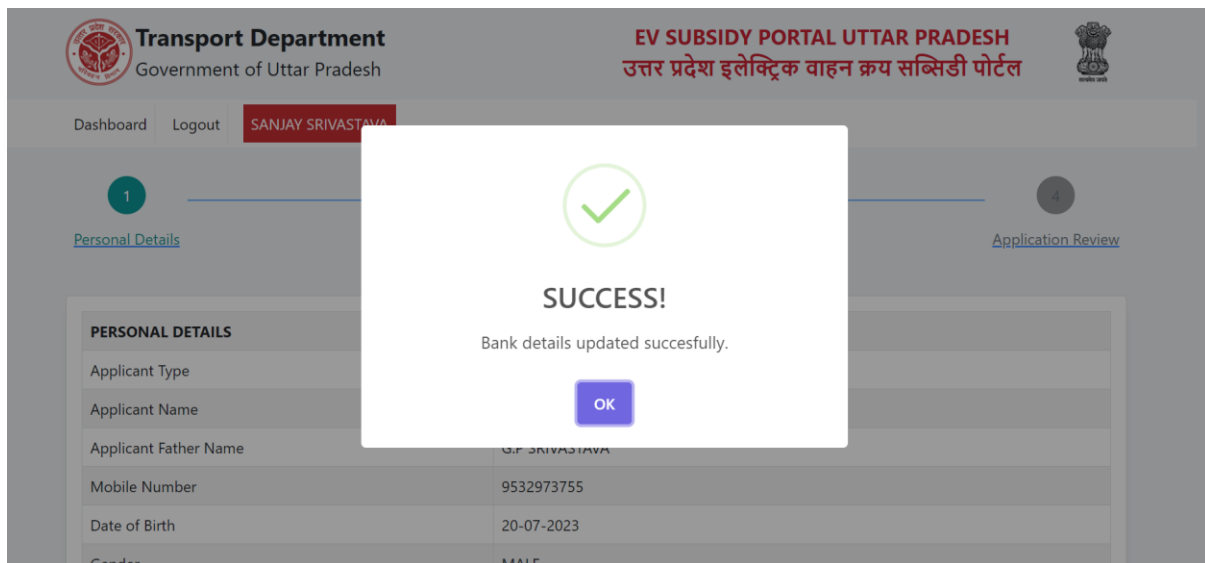 Transport Department
Government of Uttar Pradesh
EV SUBSIDY PORTAL UTTAR PRADESH
उत्तर प्रदेश इलेक्ट्रिक वाहन क्रय सब्सिडी पोर्टल
Dashboard Logout SANJAY SRIVASTAVA
1
4
Personal Details
Application Review
SUCCESS!
Bank details updated succesfully.
OK
PERSONAL DETAILS
Applicant Type
Applicant Name
Applicant Father Name G.P SRIVASTAVA
Mobile Number 9532973755
Date of Birth 20-07-2023
Gender MALE